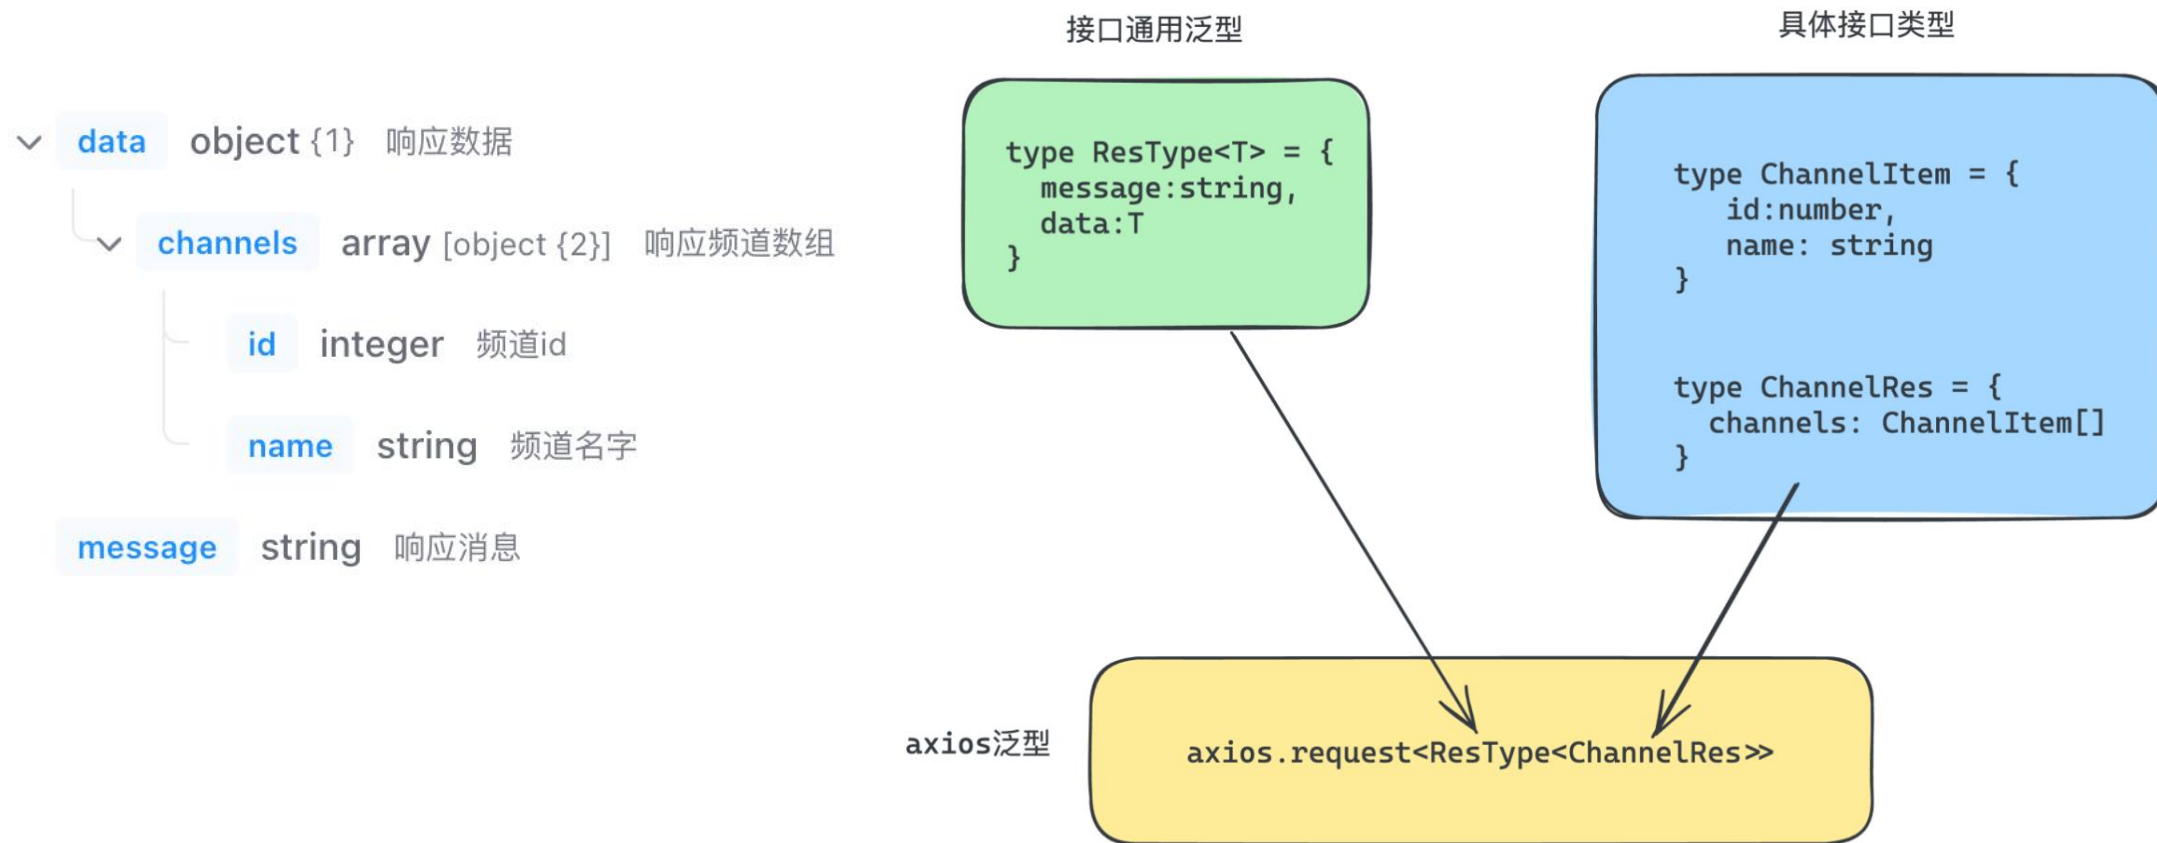 data object {1} 响应数据
channels array [object {2}] 响应频道数组
id integer 频道id
name string 频道名字
message string 响应消息
接口通用泛型
type ResType<T> = {
message:string,
data:T
}
具体接口类型
type ChannelItem = {
id:number,
name: string
}
type ChannelRes = {
channels: ChannelItem[]
}
axios泛型
axios.request<ResType<ChannelRes>>